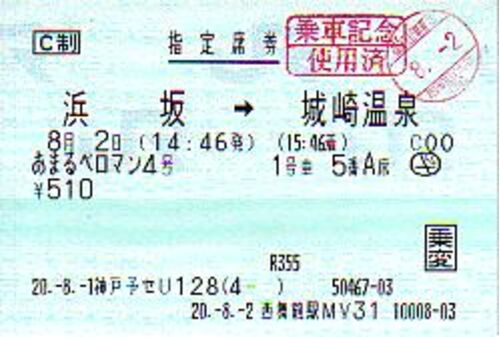 C制 指定席券 乗車記念 使用済
浜坂 → 城崎温泉
8月 2日 (14:46発) (15:46着) C00
あまるべロマン4号 1号車 5番A席
¥510
乗変
R355
20.-8.-1神戸予セU128(4- ) 50467-03
20.-8.-2 西舞鶴駅MV31 10008-03